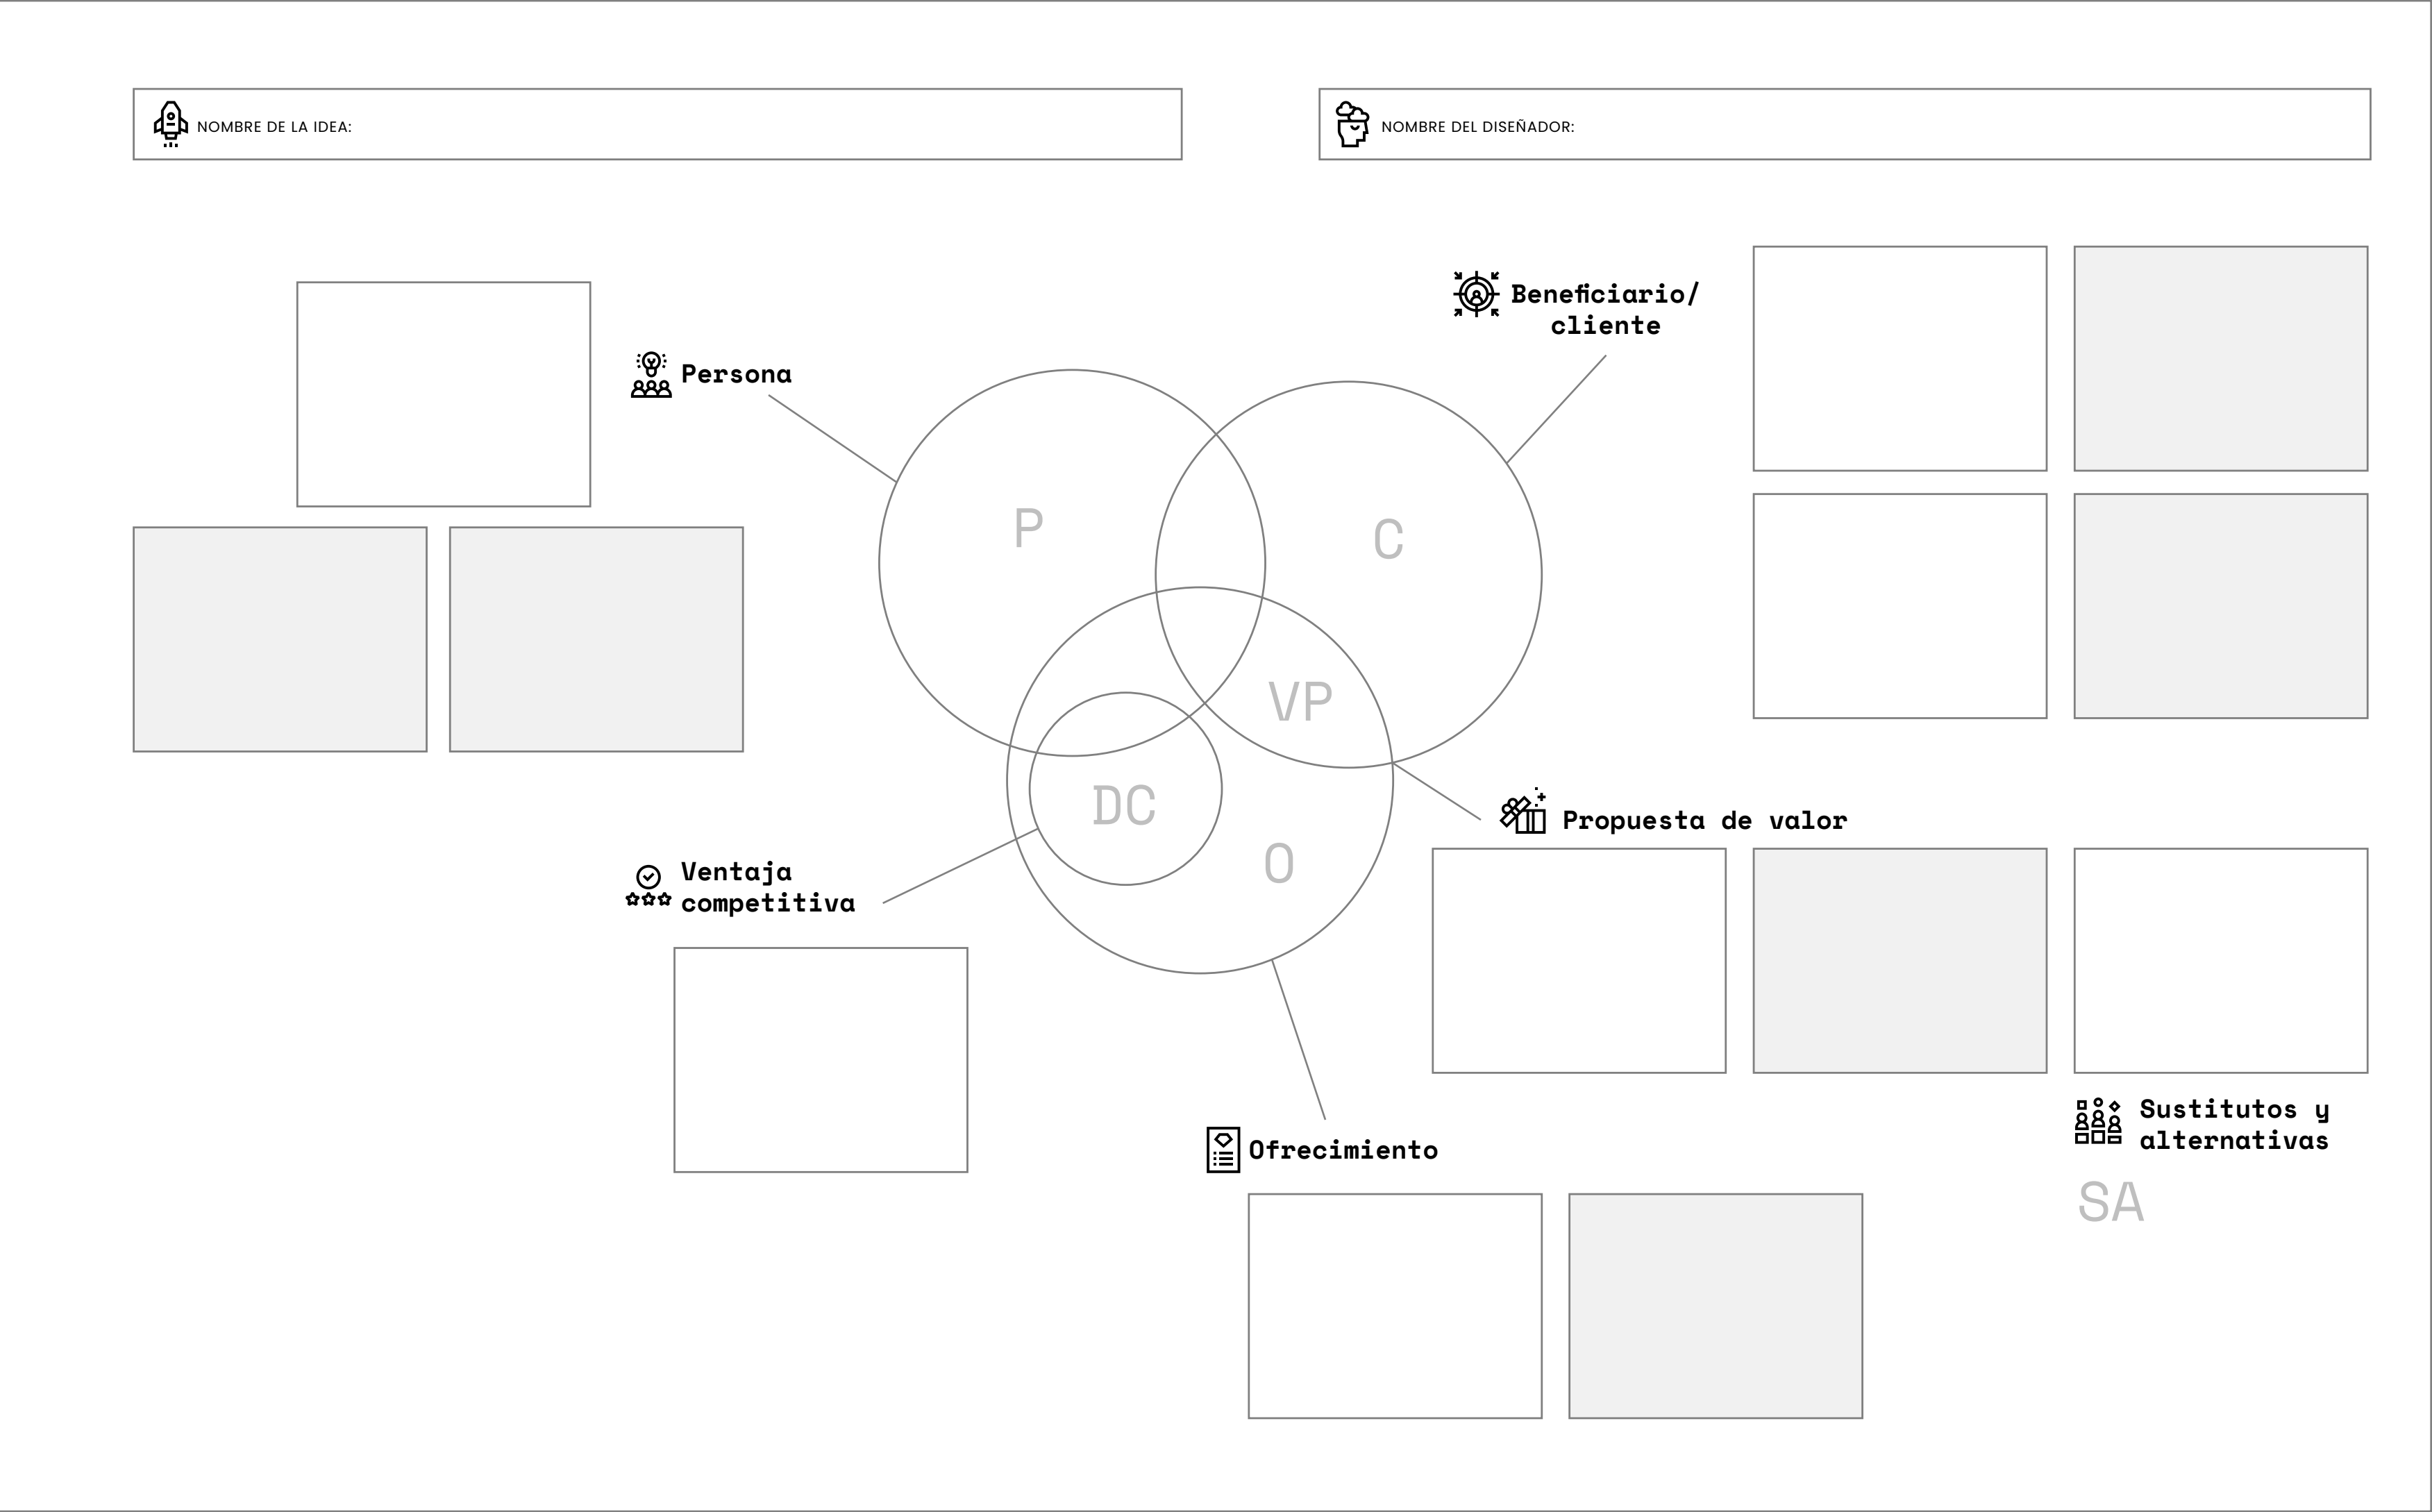 NOMBRE DE LA IDEA:
NOMBRE DEL DISEÑADOR:
Beneficiario/
cliente
Persona
P
C
VP
DC
O
Propuesta de valor
Ventaja
competitiva
Ofrecimiento
Sustitutos y
alternativas
SA